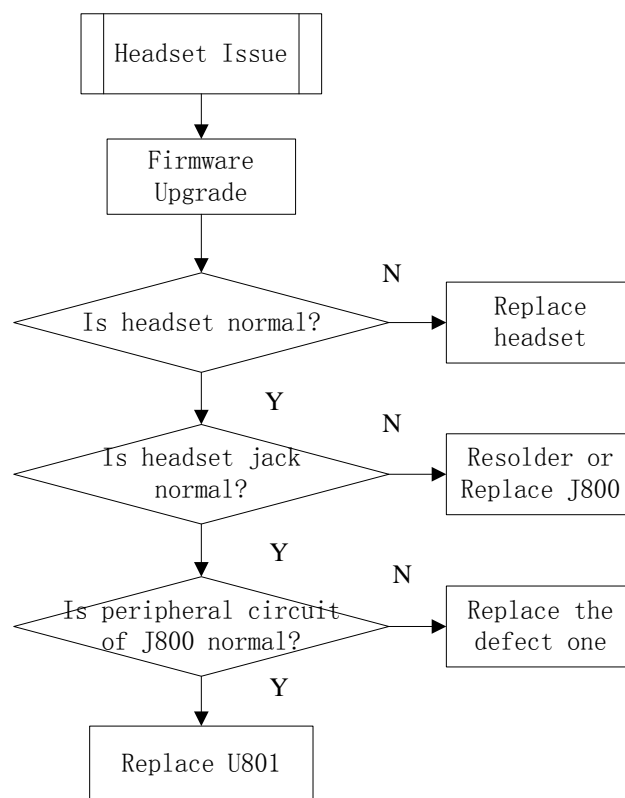 Headset Issue
Firmware
Upgrade
N
Is headset normal?
Replace
headset
Y
N
Is headset jack
normal?
Resolder or
Replace J800
Y
N
Is peripheral circuit
of J800 normal?
Replace the
defect one
Y
Replace U801